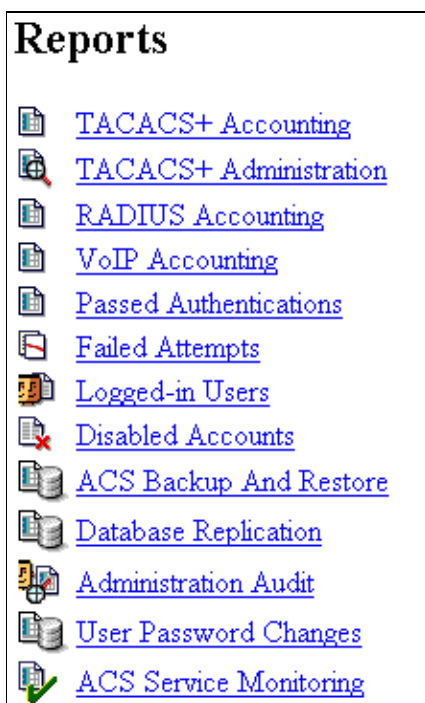 Reports
TACACS+ Accounting
TACACS+ Administration
RADIUS Accounting
VoIP Accounting
Passed Authentications
Failed Attempts
Logged-in Users
Disabled Accounts
ACS Backup And Restore
Database Replication
Administration Audit
User Password Changes
ACS Service Monitoring